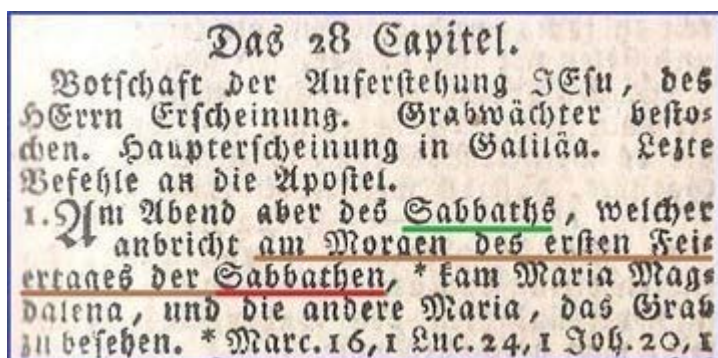 Das 28 Capitel.
Botschaft der Auferstehung JEsu, des
HErrn Erscheinung. Grabwächter besto-
chen. Haupterscheinung in Galiläa. Lezte
Befehle an die Apostel.
1. Am Abend aber des Sabbaths, welcher
anbricht am Morgen des ersten Fei-
ertages der Sabbathen, * kam Maria Mag-
dalena, und die andere Maria, das Grab
zu besehen. * Marc. 16, 1 Luc. 24, 1 Joh. 20, 1